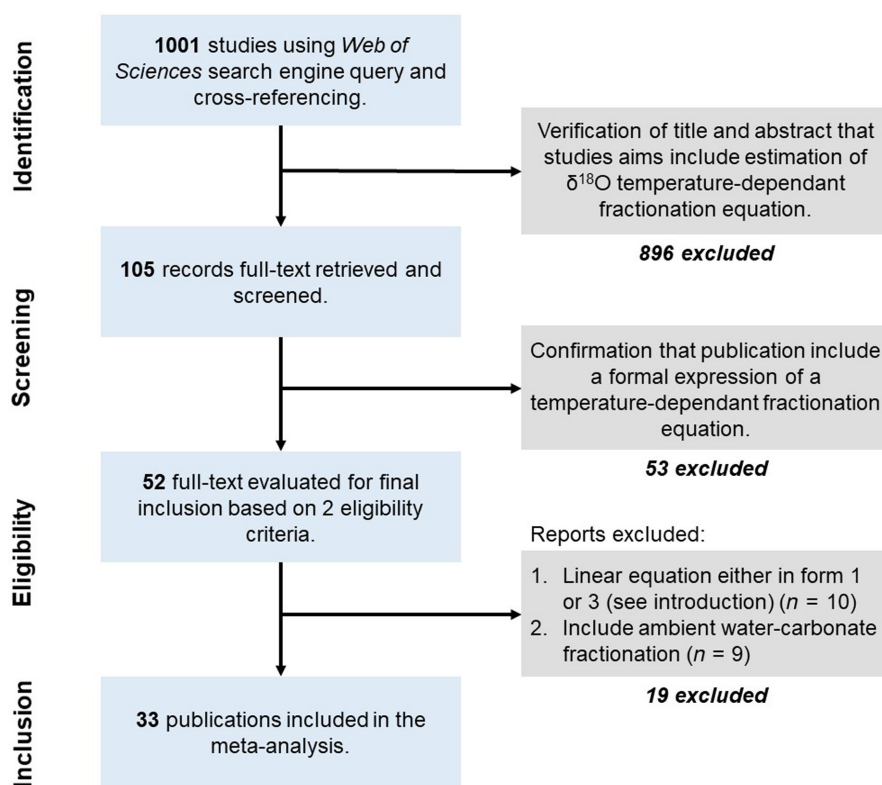 Identification
1001 studies using Web of
Sciences search engine query and
cross-referencing.
Verification of title and abstract that
studies aims include estimation of
δ¹⁸O temperature-dependant
fractionation equation.
896 excluded
Screening
105 records full-text retrieved and
screened.
Confirmation that publication include
a formal expression of a
temperature-dependant fractionation
equation.
53 excluded
Eligibility
52 full-text evaluated for final
inclusion based on 2 eligibility
criteria.
Reports excluded:
1. Linear equation either in form 1
or 3 (see introduction) (n = 10)
2. Include ambient water-carbonate
fractionation (n = 9)
19 excluded
Inclusion
33 publications included in the
meta-analysis.